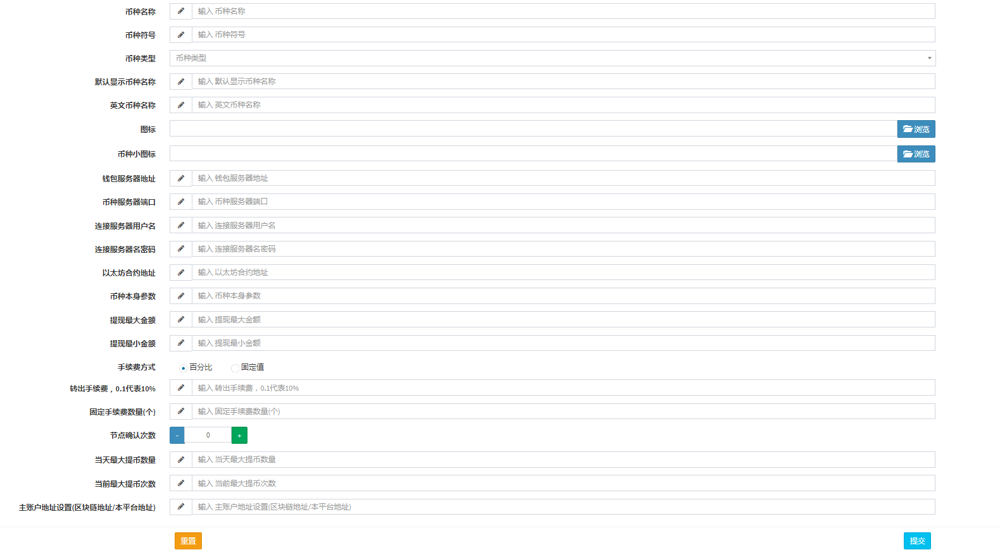 币种名称 输入 币种名称
币种符号 输入 币种符号
币种类型 币种类型
默认显示币种名称 输入 默认显示币种名称
英文币种名称 输入 英文币种名称
图标 浏览
币种小图标 浏览
钱包服务器地址 输入 钱包服务器地址
币种服务器端口 输入 币种服务器端口
连接服务器用户名 输入 连接服务器用户名
连接服务器名密码 输入 连接服务器名密码
以太坊合约地址 输入 以太坊合约地址
币种本身参数 输入 币种本身参数
提现最大金额 输入 提现最大金额
提现最小金额 输入 提现最小金额
手续费方式 百分比 固定值
转出手续费，0.1代表10% 输入 转出手续费，0.1代表10%
固定手续费数量(个) 输入 固定手续费数量(个)
节点确认次数 - 0 +
当天最大提币数量 输入 当天最大提币数量
当前最大提币次数 输入 当前最大提币次数
主账户地址设置(区块链地址/本平台地址) 输入 主账户地址设置(区块链地址/本平台地址)
重置 提交